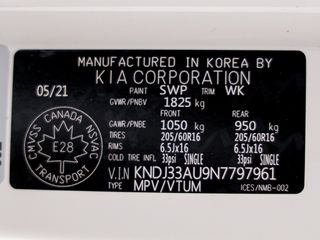 MANUFACTURED IN KOREA BY
KIA CORPORATION
05/21 PAINT SWP TRIM WK
GVWR/PNBV 1825 kg
FRONT REAR
GAWR/PNBE 1050 kg 950 kg
TIRES 205/60R16 205/60R16
RIMS 6.5Jx16 6.5Jx16
COLD TIRE INFL 33psi SINGLE 33psi SINGLE
V.I.N KNDJ33AU9N7797961
TYPE MPV/VTUM ICES/NMB-002
CANADA
CMVSS NSVAC
E28
TRANSPORT